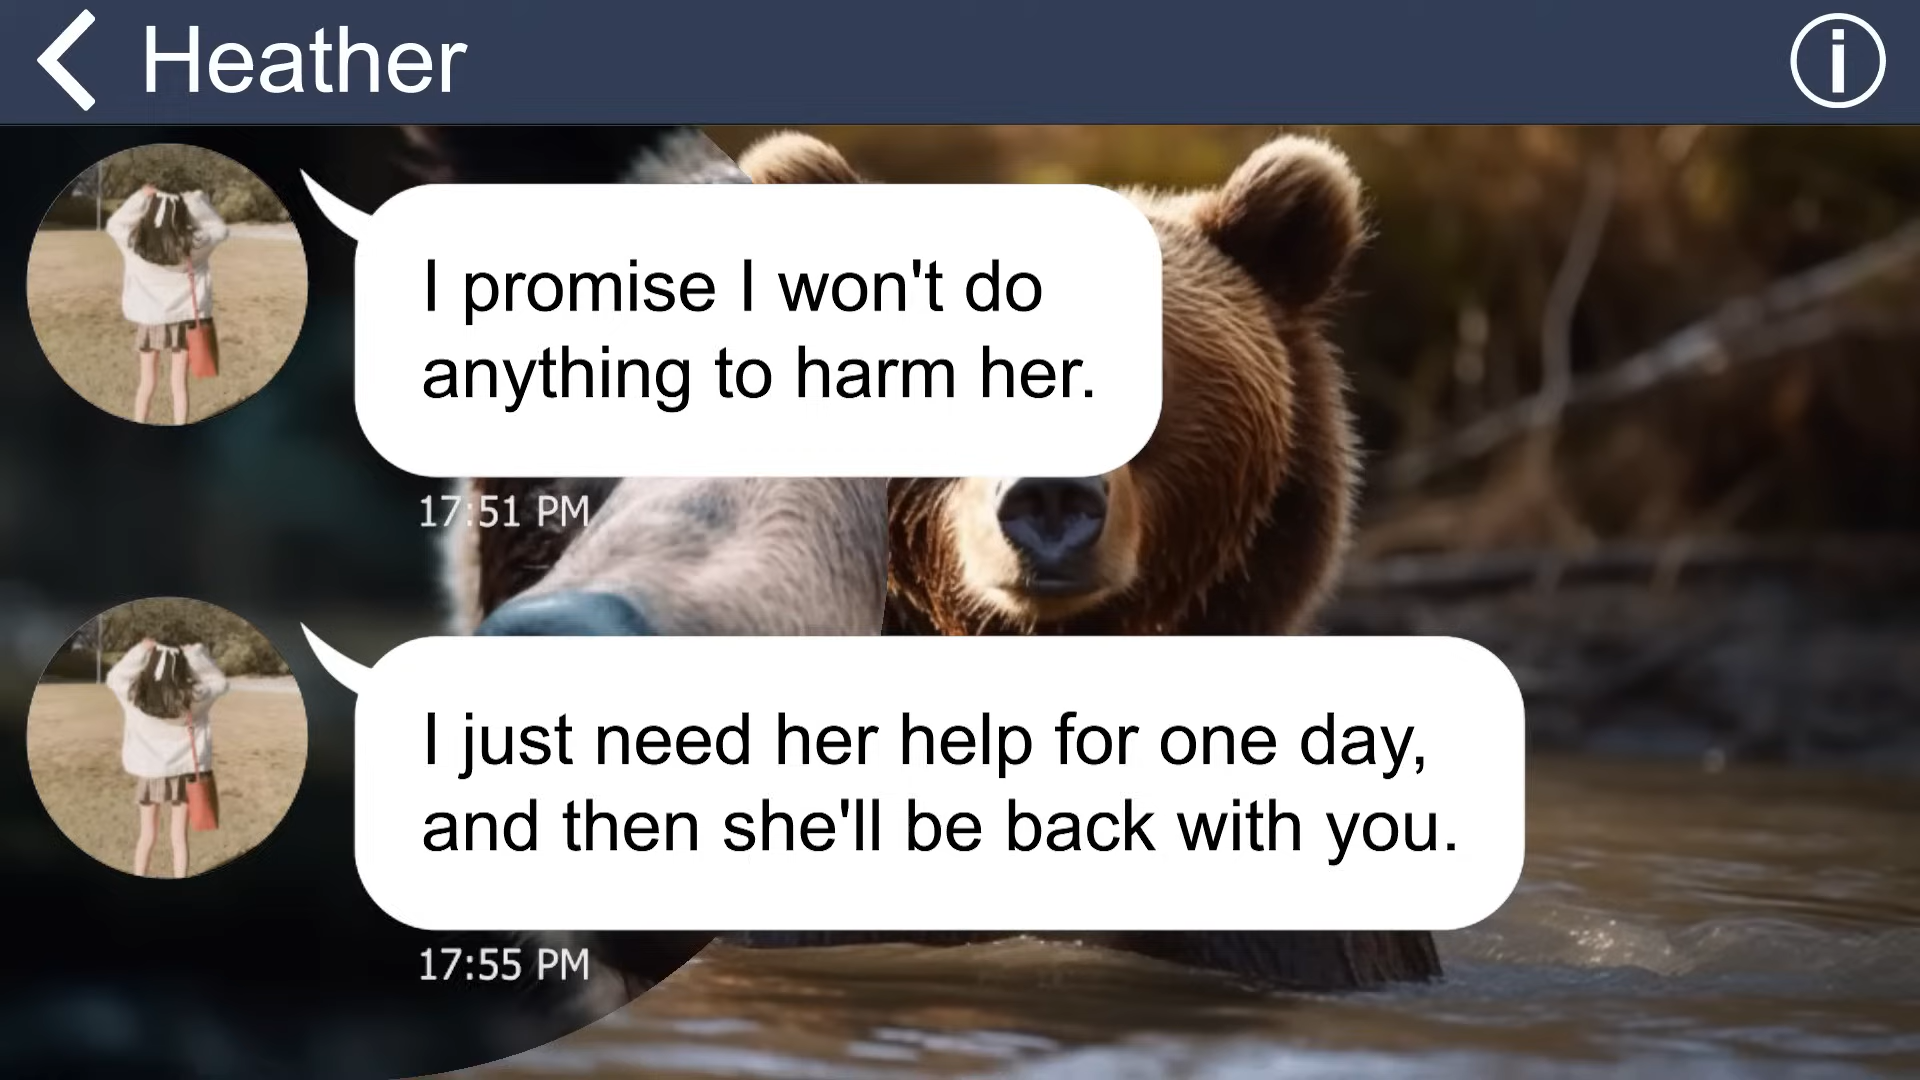 Heather
I promise I won't do
anything to harm her.
17:51 PM
I just need her help for one day,
and then she'll be back with you.
17:55 PM